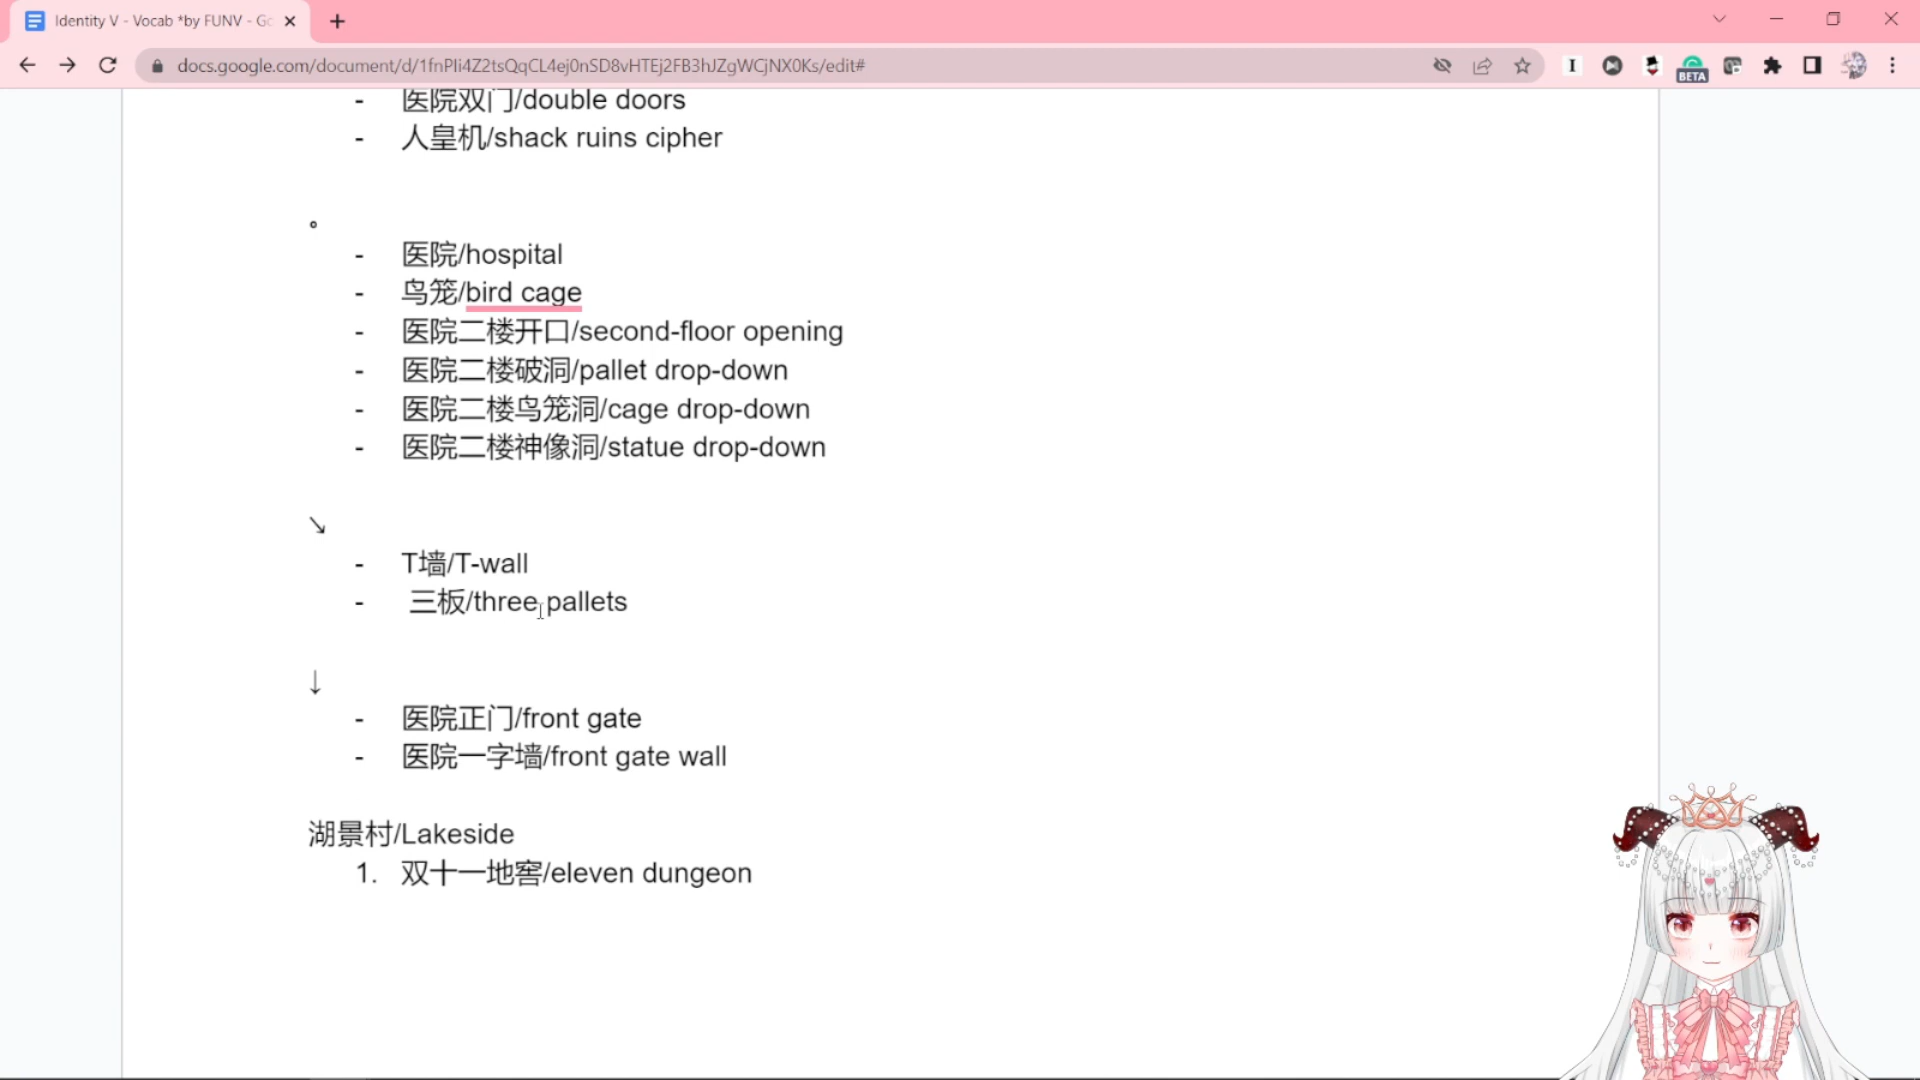 Identity V - Vocab *by FUNV - Go
docs.google.com/document/d/1fnPIi4Z2tsQqCL4ej0nSD8vHTEj2FB3hJZgWCjNX0Ks/edit#
BETA
- 医院双门/double doors
- 人皇机/shack ruins cipher
°
- 医院/hospital
- 鸟笼/bird cage
- 医院二楼开口/second-floor opening
- 医院二楼破洞/pallet drop-down
- 医院二楼鸟笼洞/cage drop-down
- 医院二楼神像洞/statue drop-down
↘
- T墙/T-wall
- 三板/three pallets
↓
- 医院正门/front gate
- 医院一字墙/front gate wall
湖景村/Lakeside
1. 双十一地窖/eleven dungeon